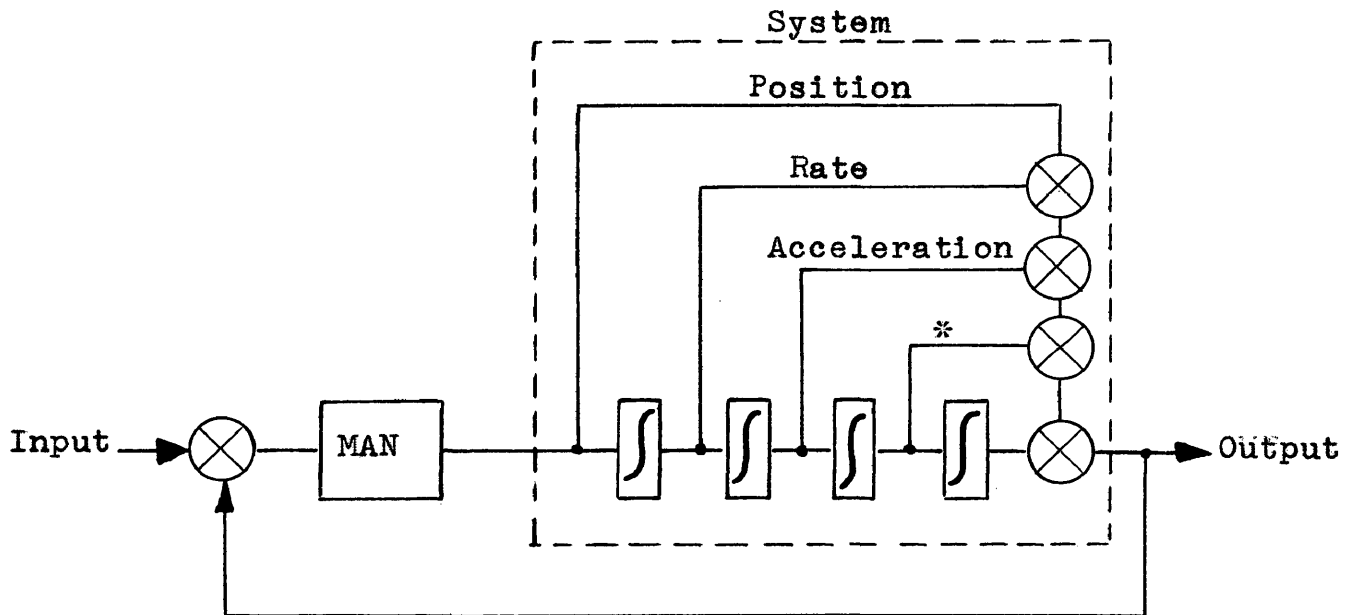 System
Position
Rate
Acceleration
*
Input
MAN
Output